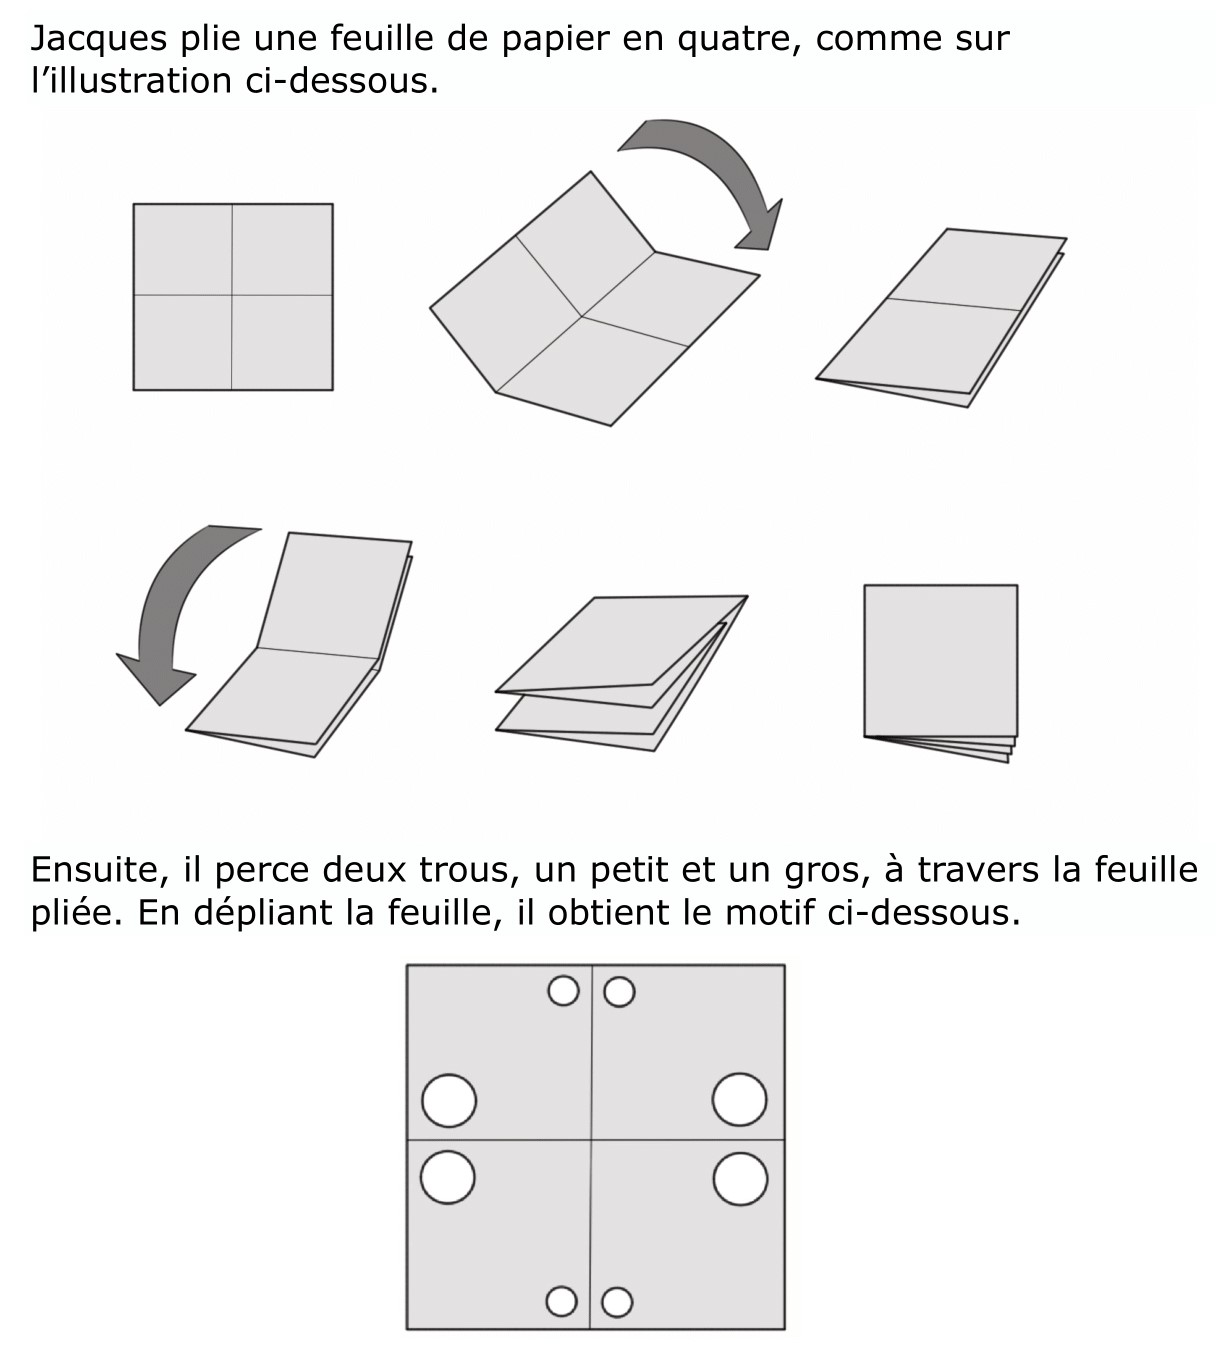 Jacques plie une feuille de papier en quatre, comme sur
l’illustration ci-dessous.
Ensuite, il perce deux trous, un petit et un gros, à travers la feuille
pliée. En dépliant la feuille, il obtient le motif ci-dessous.